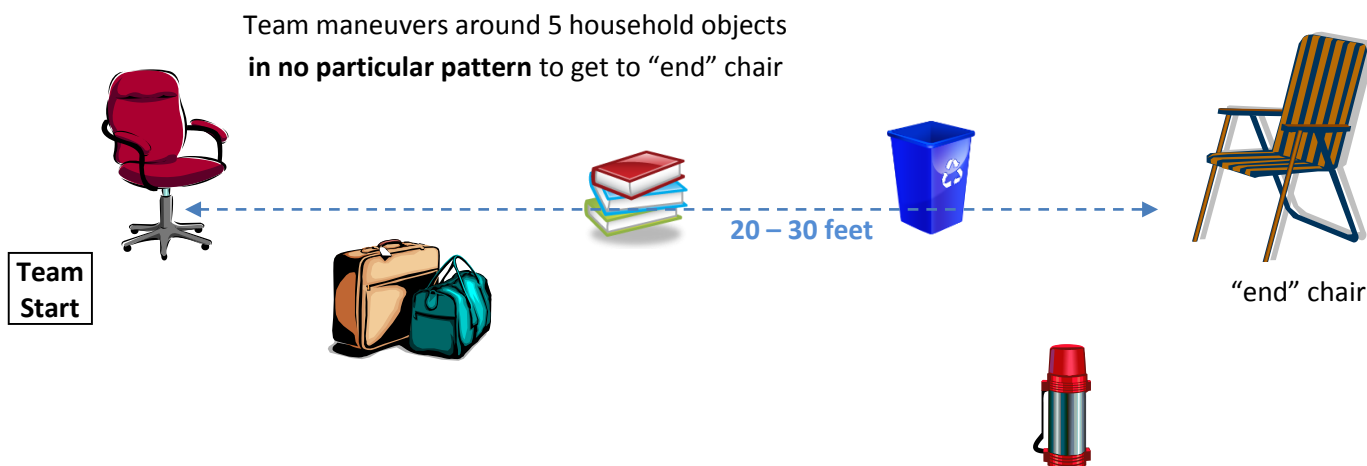 Team maneuvers around 5 household objects
in no particular pattern to get to “end” chair
20 – 30 feet
Team
Start
“end” chair